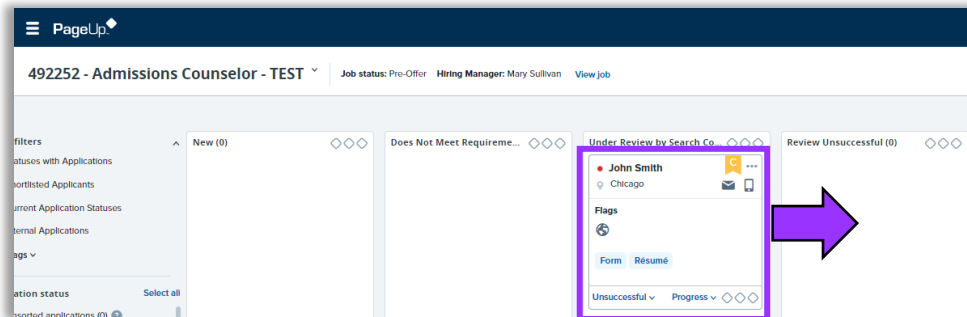 PageUp
492252 - Admissions Counselor - TEST
Job status: Pre-Offer Hiring Manager: Mary Sullivan View job
filters
atuses with Applications
hortlisted Applicants
urrent Application Statuses
ternal Applications
ags
ation status Select all
nsorted applications (0) ?
New (0)
Does Not Meet Requireme...
Under Review by Search Co...
John Smith C
Chicago
Flags
Form Résumé
Unsuccessful Progress
Review Unsuccessful (0)